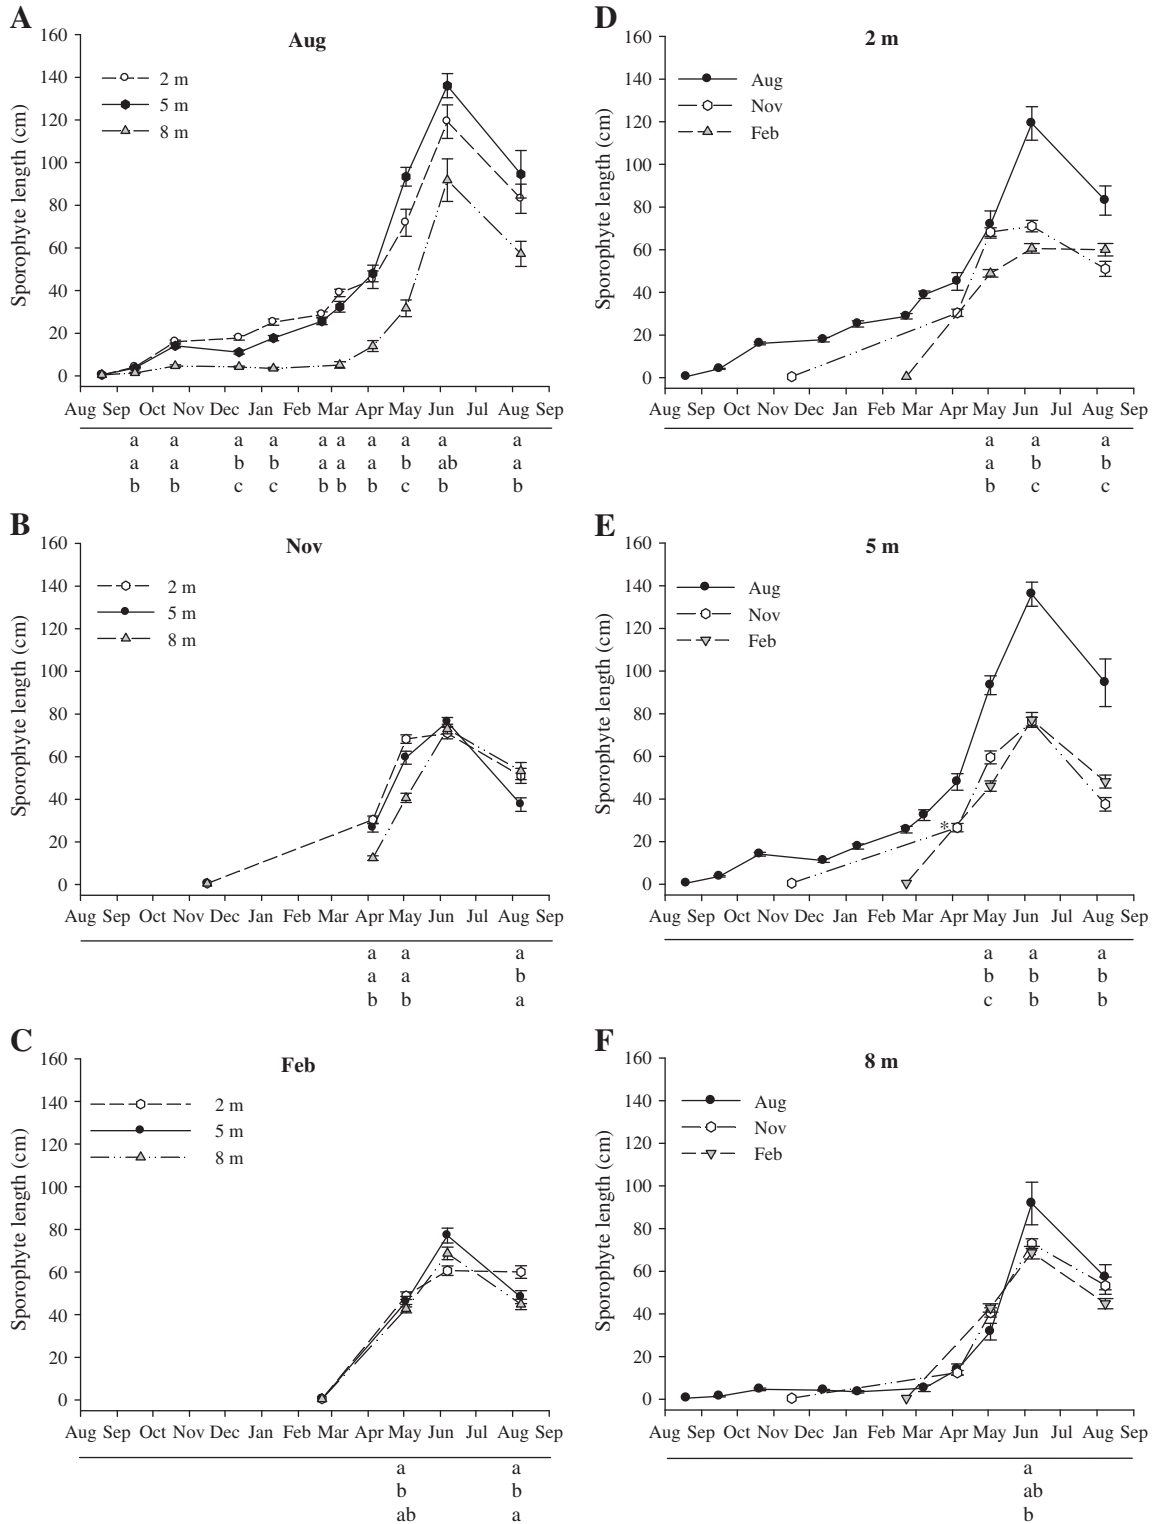 A
Aug
Sporophyte length (cm)
160
140
120
100
80
60
40
20
0
2 m
5 m
8 m
Aug Sep Oct Nov Dec Jan Feb Mar Apr May Jun Jul Aug Sep
a a a a a a a a a a
a a b b a a a b ab a
b b c c b b b c b b
B
Nov
Sporophyte length (cm)
160
140
120
100
80
60
40
20
0
2 m
5 m
8 m
Aug Sep Oct Nov Dec Jan Feb Mar Apr May Jun Jul Aug Sep
a a a
a a b
b b a
C
Feb
Sporophyte length (cm)
160
140
120
100
80
60
40
20
0
2 m
5 m
8 m
Aug Sep Oct Nov Dec Jan Feb Mar Apr May Jun Jul Aug Sep
a a
b b
ab a
D
2 m
Sporophyte length (cm)
160
140
120
100
80
60
40
20
0
Aug
Nov
Feb
Aug Sep Oct Nov Dec Jan Feb Mar Apr May Jun Jul Aug Sep
a a a
a b b
b c c
E
5 m
Sporophyte length (cm)
160
140
120
100
80
60
40
20
0
Aug
Nov
Feb
*
Aug Sep Oct Nov Dec Jan Feb Mar Apr May Jun Jul Aug Sep
a a a
b b b
c b b
F
8 m
Sporophyte length (cm)
160
140
120
100
80
60
40
20
0
Aug
Nov
Feb
Aug Sep Oct Nov Dec Jan Feb Mar Apr May Jun Jul Aug Sep
a
ab
b